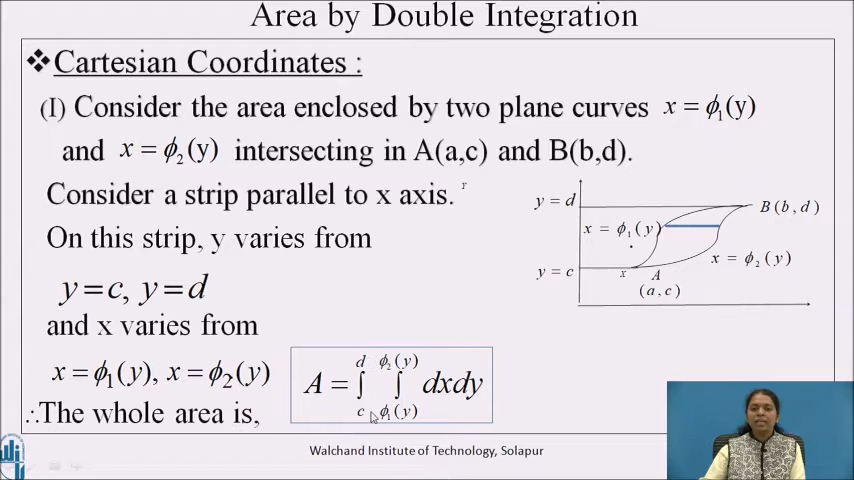 Area by Double Integration
❖Cartesian Coordinates :
(I) Consider the area enclosed by two plane curves x = ϕ₁(y)
and x = ϕ₂(y) intersecting in A(a,c) and B(b,d).
Consider a strip parallel to x axis.
On this strip, y varies from
y = c, y = d
and x varies from
x = ϕ₁(y), x = ϕ₂(y)
∴The whole area is,
A = ∫_c^d ∫_{ϕ₁(y)}^{ϕ₂(y)} dxdy
y = d
B (b , d)
x = ϕ₁(y)
x = ϕ₂(y)
y = c
x A
(a , c)
Walchand Institute of Technology, Solapur